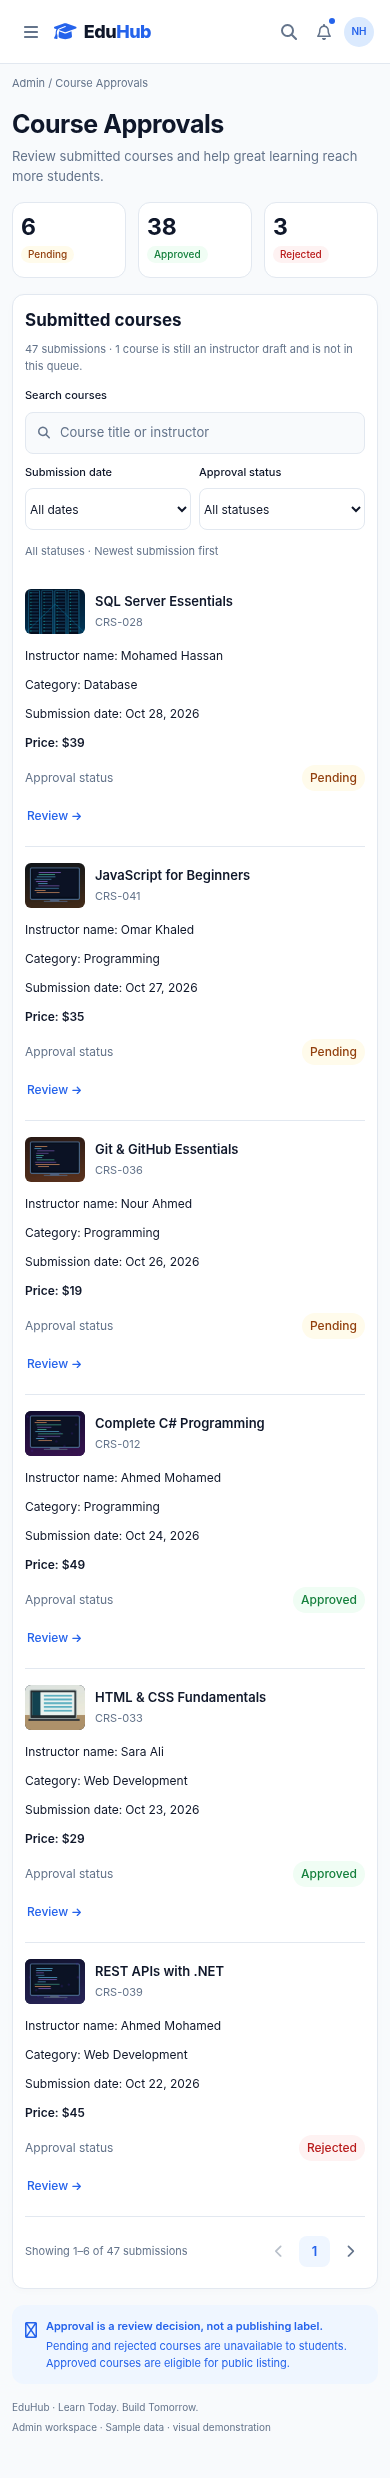 EduHub
NH
Admin / Course Approvals
Course Approvals
Review submitted courses and help great learning reach
more students.
6
Pending
38
Approved
3
Rejected
Submitted courses
47 submissions · 1 course is still an instructor draft and is not in
this queue.
Search courses
Course title or instructor
Submission date
Approval status
All dates
All statuses
All statuses · Newest submission first
SQL Server Essentials
CRS-028
Instructor name: Mohamed Hassan
Category: Database
Submission date: Oct 28, 2026
Price: $39
Approval status
Pending
Review →
JavaScript for Beginners
CRS-041
Instructor name: Omar Khaled
Category: Programming
Submission date: Oct 27, 2026
Price: $35
Approval status
Pending
Review →
Git & GitHub Essentials
CRS-036
Instructor name: Nour Ahmed
Category: Programming
Submission date: Oct 26, 2026
Price: $19
Approval status
Pending
Review →
Complete C# Programming
CRS-012
Instructor name: Ahmed Mohamed
Category: Programming
Submission date: Oct 24, 2026
Price: $49
Approval status
Approved
Review →
HTML & CSS Fundamentals
CRS-033
Instructor name: Sara Ali
Category: Web Development
Submission date: Oct 23, 2026
Price: $29
Approval status
Approved
Review →
REST APIs with .NET
CRS-039
Instructor name: Ahmed Mohamed
Category: Web Development
Submission date: Oct 22, 2026
Price: $45
Approval status
Rejected
Review →
Showing 1–6 of 47 submissions
1
Approval is a review decision, not a publishing label.
Pending and rejected courses are unavailable to students.
Approved courses are eligible for public listing.
EduHub · Learn Today. Build Tomorrow.
Admin workspace · Sample data · visual demonstration